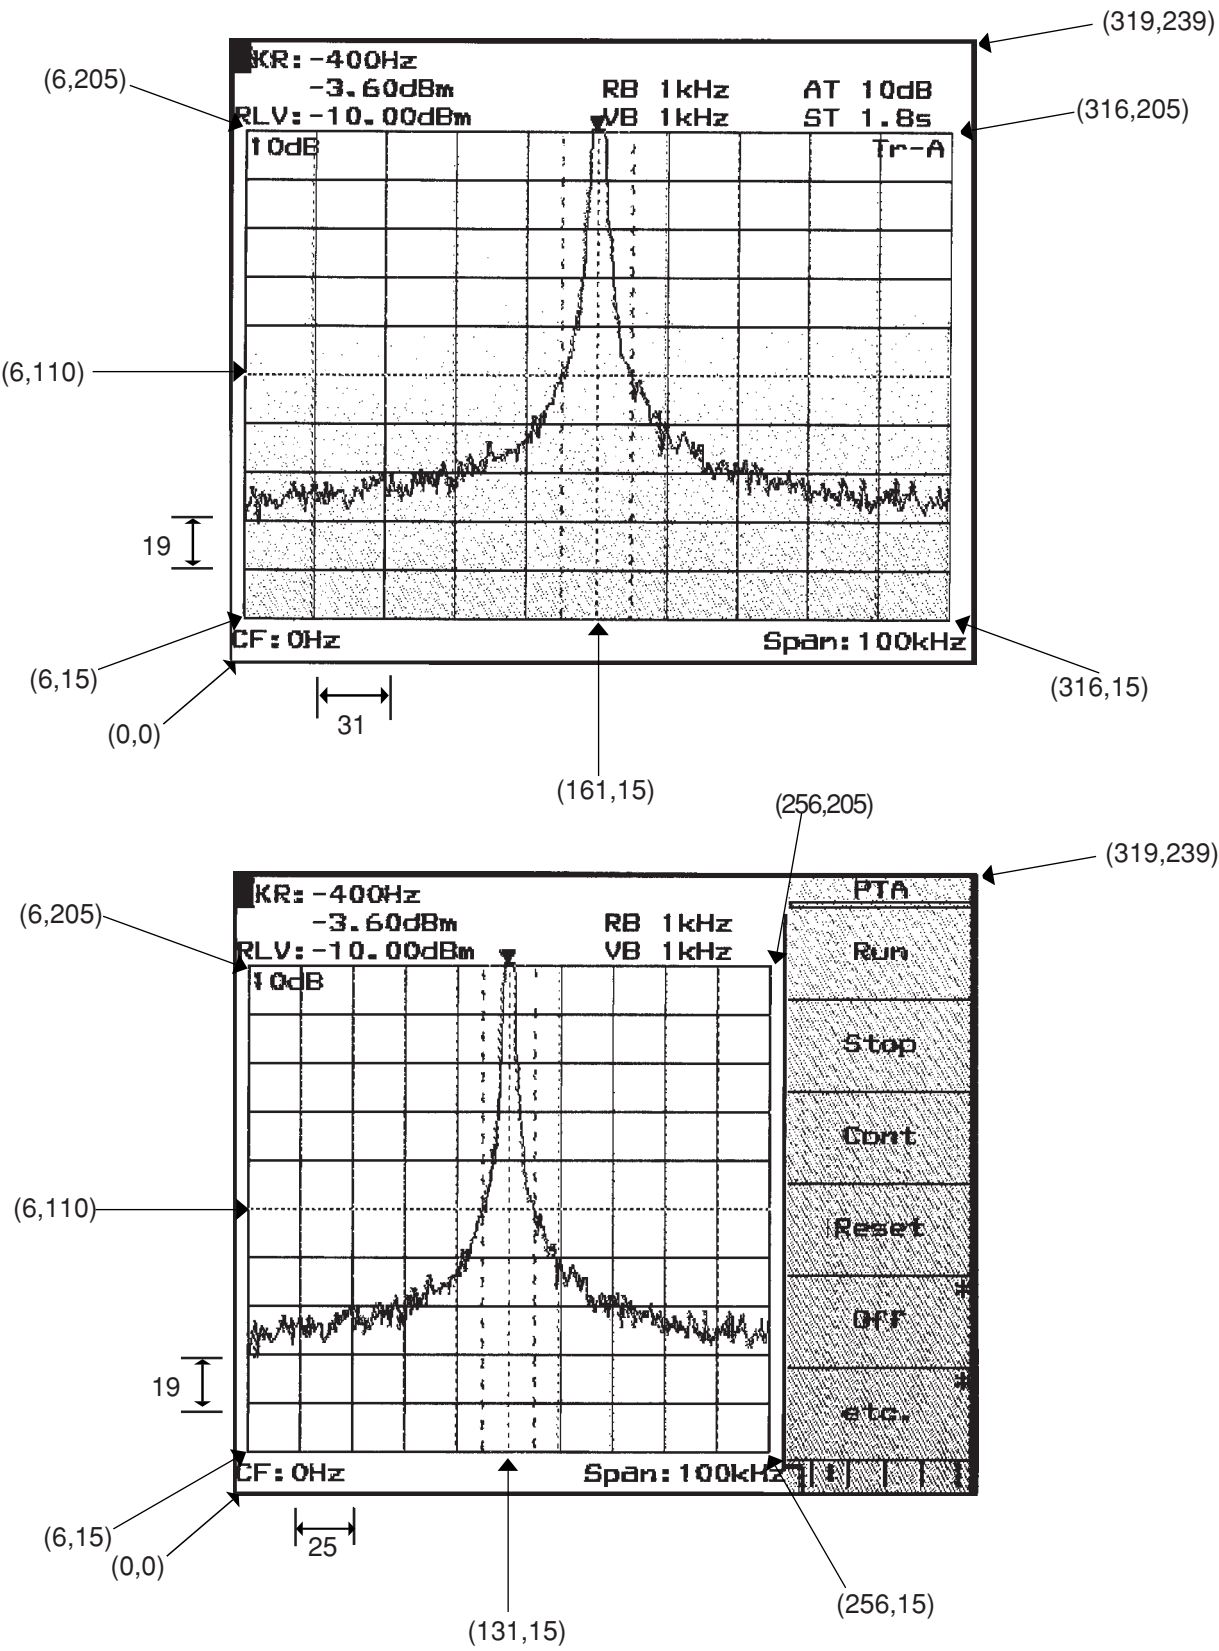 (319,239)
KR:-400Hz
(6,205)
-3.60dBm RB 1kHz AT 10dB
RLV:-10.00dBm VB 1kHz ST 1.8s
(316,205)
10dB Tr-A
(6,110)
19
CF:0Hz Span:100kHz
(6,15)
(316,15)
31
(0,0)
(161,15)
(256,205)
(319,239)
PTA
KR:-400Hz
(6,205)
-3.60dBm RB 1kHz
RLV:-10.00dBm VB 1kHz
Run
10dB
Stop
Cont
(6,110)
Reset
#
Off
19
#
etc.
CF:0Hz Span:100kHz
(6,15)
25
(0,0)
(256,15)
(131,15)